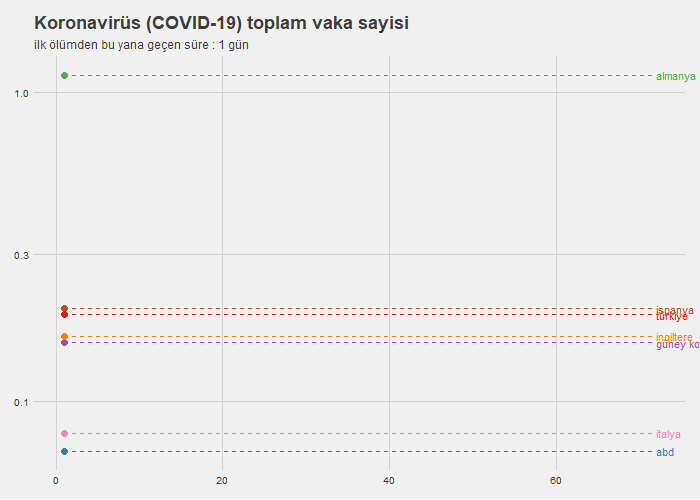 Koronavirüs (COVID-19) toplam vaka sayisi
ilk ölümden bu yana geçen süre : 1 gün
almanya
1.0
0.3
ispanya
türkiye
ingiltere
güney ko
0.1
italya
abd
0 20 40 60